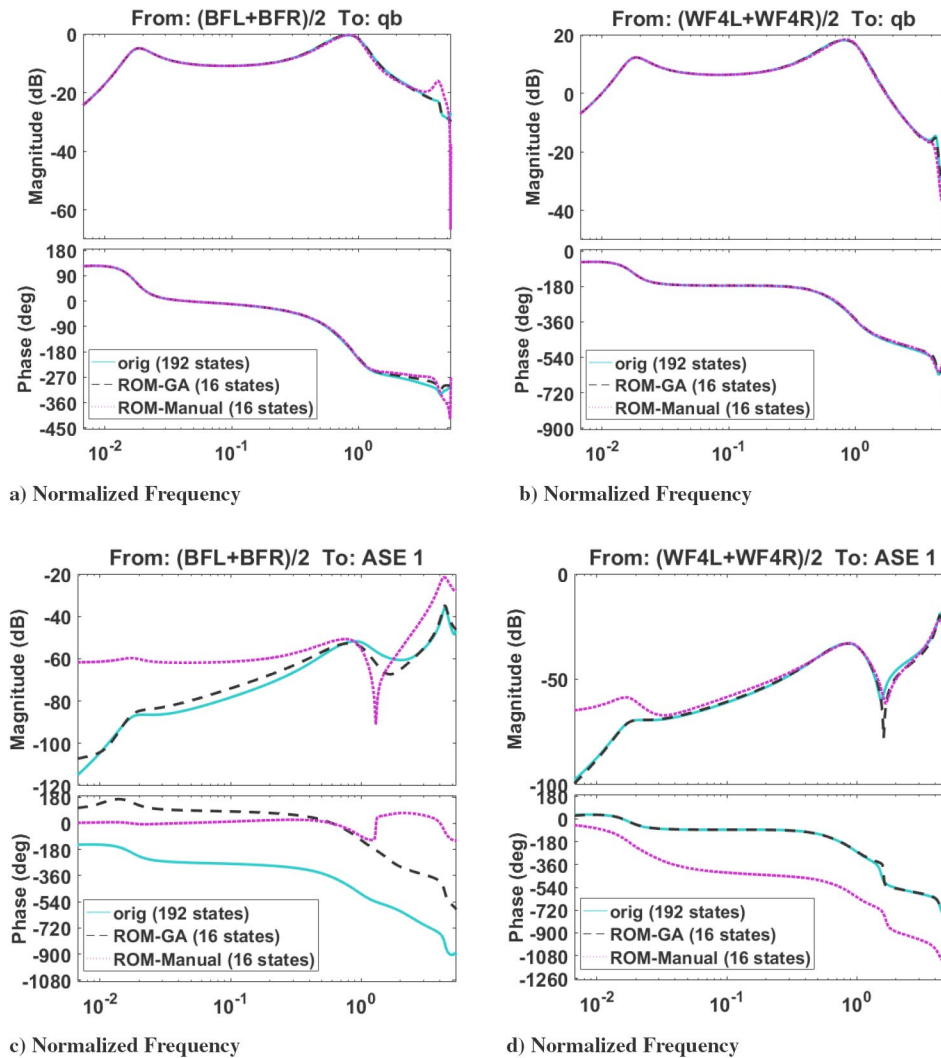 From: (BFL+BFR)/2 To: qb
0
-20
-40
-60
Magnitude (dB)
180
90
0
-90
-180
-270
-360
-450
Phase (deg)
orig (192 states)
ROM-GA (16 states)
ROM-Manual (16 states)
10-2
10-1
100
a) Normalized Frequency
From: (WF4L+WF4R)/2 To: qb
20
0
-20
-40
Magnitude (dB)
0
-180
-360
-540
-720
-900
Phase (deg)
orig (192 states)
ROM-GA (16 states)
ROM-Manual (16 states)
10-2
10-1
100
b) Normalized Frequency
From: (BFL+BFR)/2 To: ASE 1
-20
-40
-60
-80
-100
-120
Magnitude (dB)
180
0
-180
-360
-540
-720
-900
-1080
Phase (deg)
orig (192 states)
ROM-GA (16 states)
ROM-Manual (16 states)
10-2
10-1
100
c) Normalized Frequency
From: (WF4L+WF4R)/2 To: ASE 1
0
-50
-100
Magnitude (dB)
180
0
-180
-360
-540
-720
-900
-1080
-1260
Phase (deg)
orig (192 states)
ROM-GA (16 states)
ROM-Manual (16 states)
10-2
10-1
100
d) Normalized Frequency